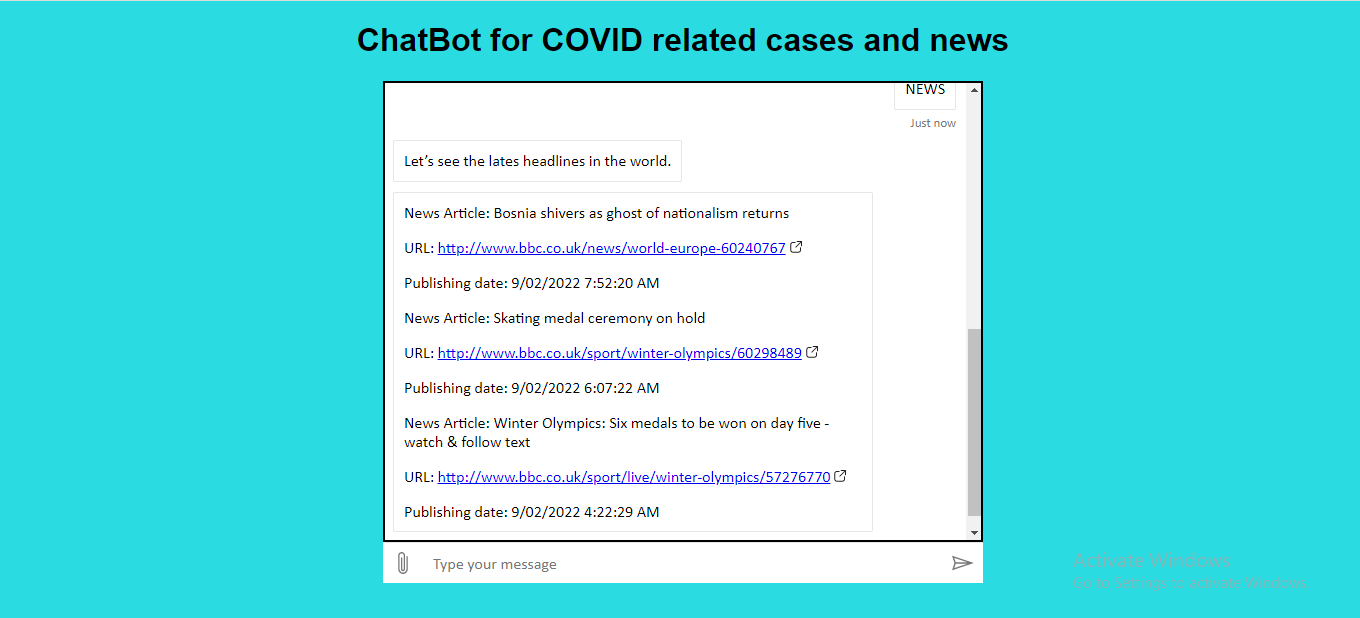 ChatBot for COVID related cases and news
NEWS
Just now
Let’s see the lates headlines in the world.
News Article: Bosnia shivers as ghost of nationalism returns
URL: http://www.bbc.co.uk/news/world-europe-60240767
Publishing date: 9/02/2022 7:52:20 AM
News Article: Skating medal ceremony on hold
URL: http://www.bbc.co.uk/sport/winter-olympics/60298489
Publishing date: 9/02/2022 6:07:22 AM
News Article: Winter Olympics: Six medals to be won on day five -
watch & follow text
URL: http://www.bbc.co.uk/sport/live/winter-olympics/57276770
Publishing date: 9/02/2022 4:22:29 AM
Type your message
Activate Windows
Go to Settings to activate Windows.